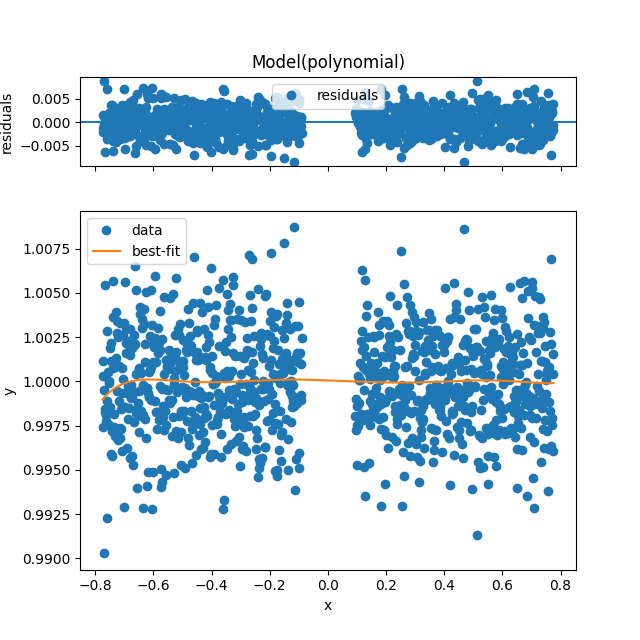 Model(polynomial)
residuals
0.005
0.000
−0.005
residuals
y
1.0075
1.0050
1.0025
1.0000
0.9975
0.9950
0.9925
0.9900
data
best-fit
−0.8 −0.6 −0.4 −0.2 0.0 0.2 0.4 0.6 0.8
x